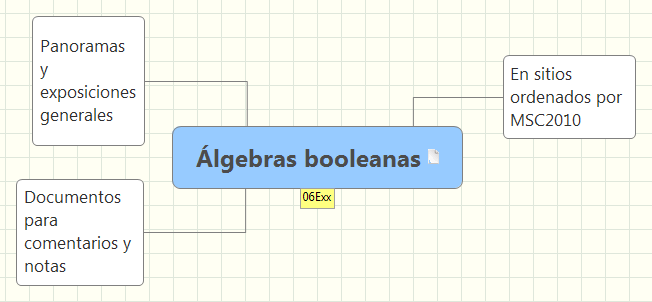 Panoramas
y
exposiciones
generales
En sitios
ordenados por
MSC2010
Álgebras booleanas
06Exx
Documentos
para
comentarios y
notas